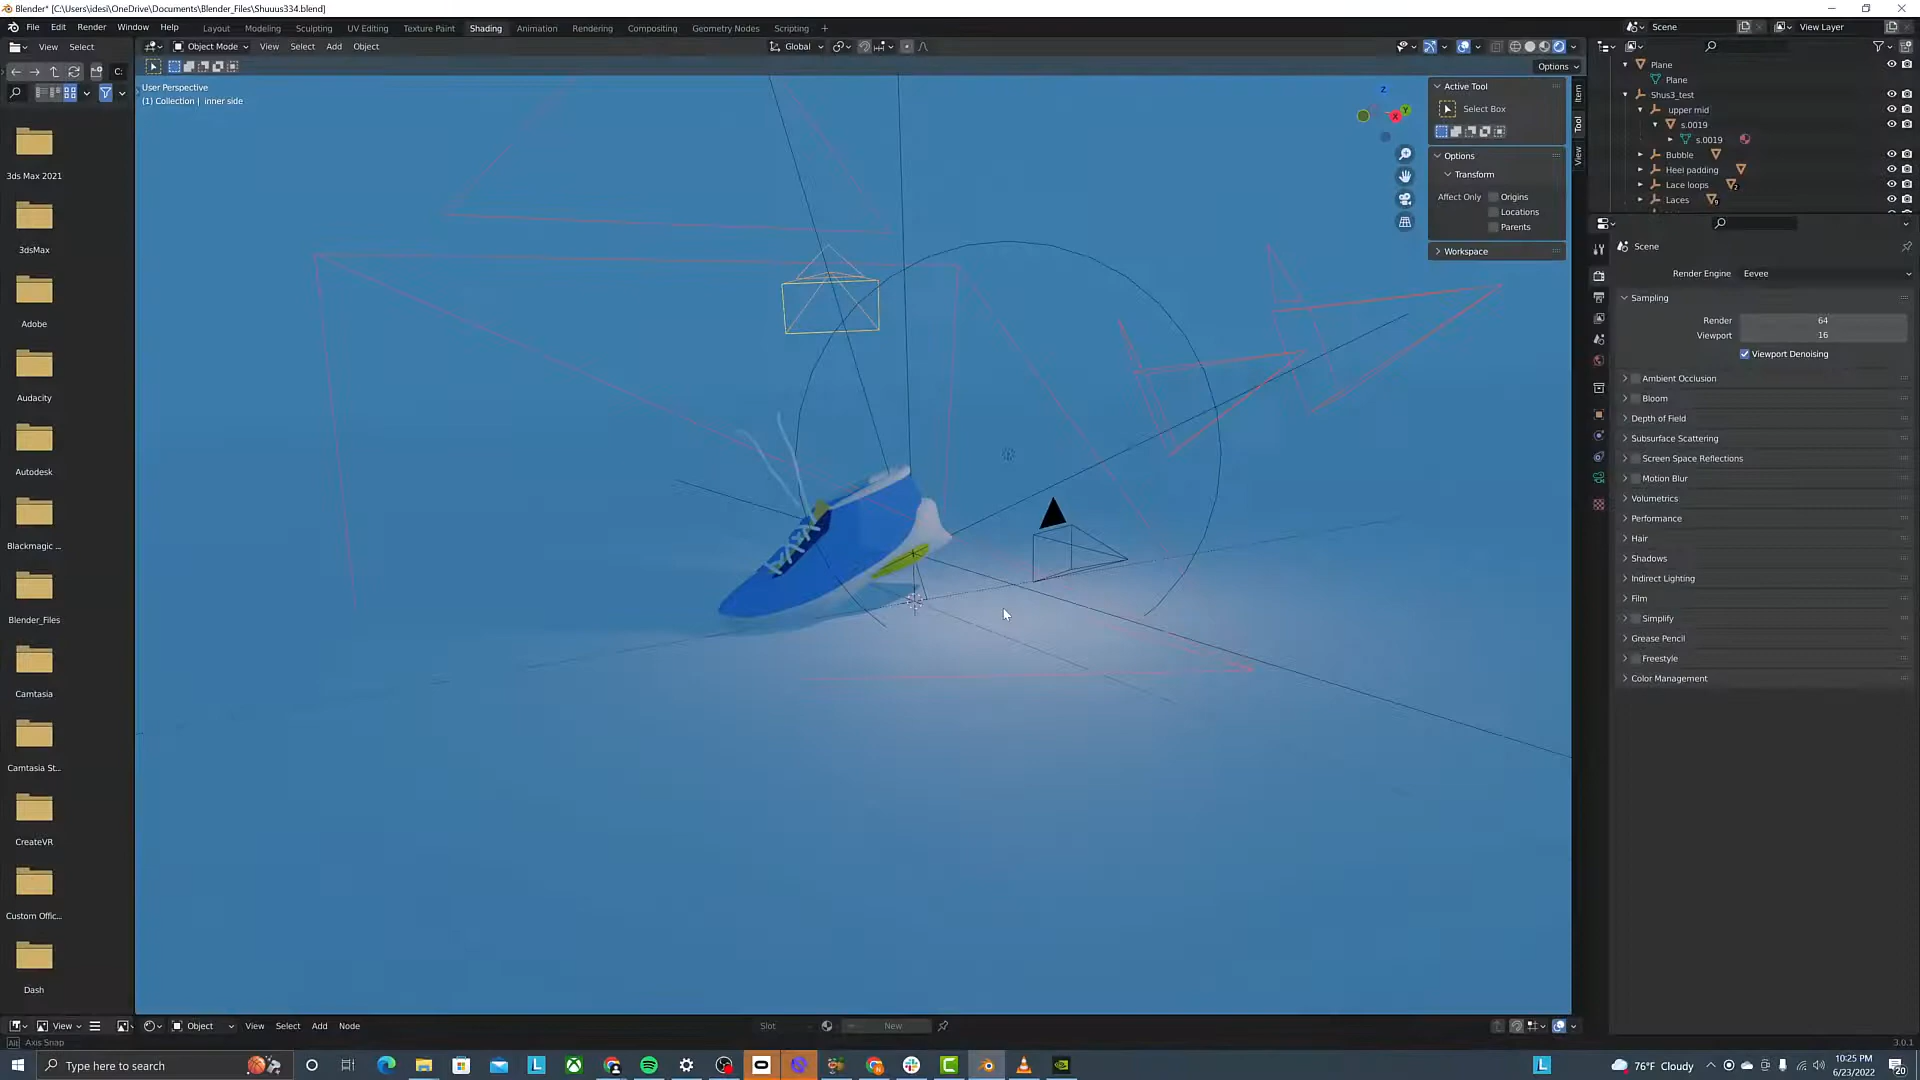 Blender* [C:\Users\idesi\OneDrive\Documents\Blender_Files\Shuuus334.blend]
File Edit Render Window Help Layout Modeling Sculpting UV Editing Texture Paint Shading Animation Rendering Compositing Geometry Nodes Scripting + Scene View Layer
View Select Object Mode View Select Add Object Global
C:
Options
User Perspective
(1) Collection | inner side
3ds Max 2021
3dsMax
Adobe
Audacity
Autodesk
Blackmagic ...
Blender_Files
Camtasia
Camtasia St...
CreateVR
Custom Offic...
Dash
Z
Y
X
Active Tool
Select Box
Options
Transform
Affect Only Origins
Locations
Parents
Workspace
Item
Tool
View
Plane
Plane
Shus3_test
upper mid
s.0019
s.0019
Bubble
Heel padding
Lace loops 2
Laces 9
Scene
Render Engine Eevee
Sampling
Render 64
Viewport 16
Viewport Denoising
Ambient Occlusion
Bloom
Depth of Field
Subsurface Scattering
Screen Space Reflections
Motion Blur
Volumetrics
Performance
Hair
Shadows
Indirect Lighting
Film
Simplify
Grease Pencil
Freestyle
Color Management
View Object View Select Add Node Slot New
Alt Axis Snap 3.0.1
Type here to search
L
L
76°F Cloudy
10:25 PM
6/23/2022
20